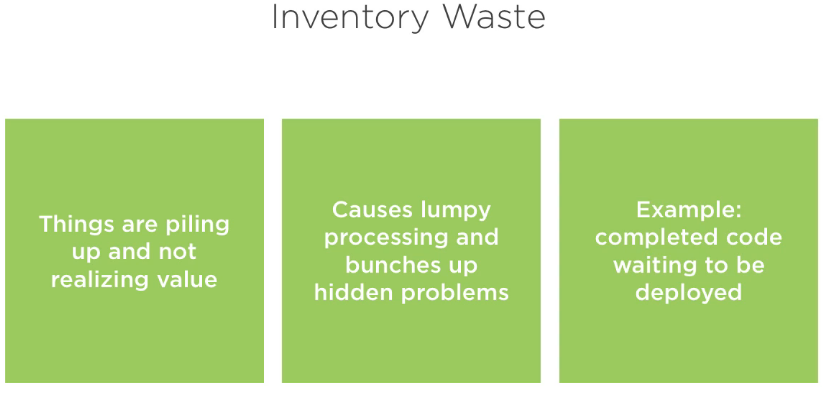 Inventory Waste
Things are piling
up and not
realizing value
Causes lumpy
processing and
bunches up
hidden problems
Example:
completed code
waiting to be
deployed